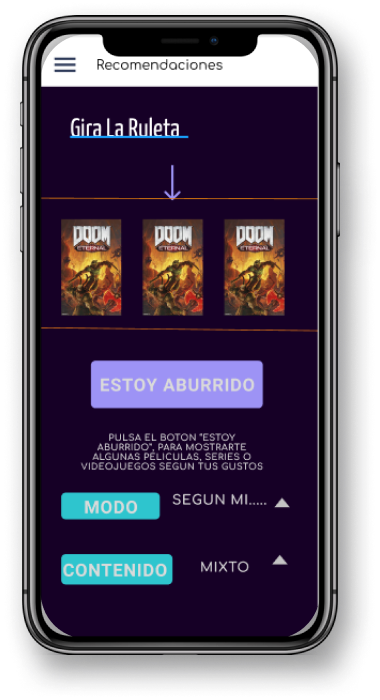 Recomendaciones
Gira La Ruleta
DOOM DOOM DOOM
ETERNAL ETERNAL ETERNAL
ESTOY ABURRIDO
PULSA EL BOTON "ESTOY
ABURRIDO", PARA MOSTRARTE
ALGUNAS PELICULAS, SERIES O
VIDEOJUEGOS SEGUN TUS GUSTOS
MODO SEGUN MI.....
CONTENIDO MIXTO